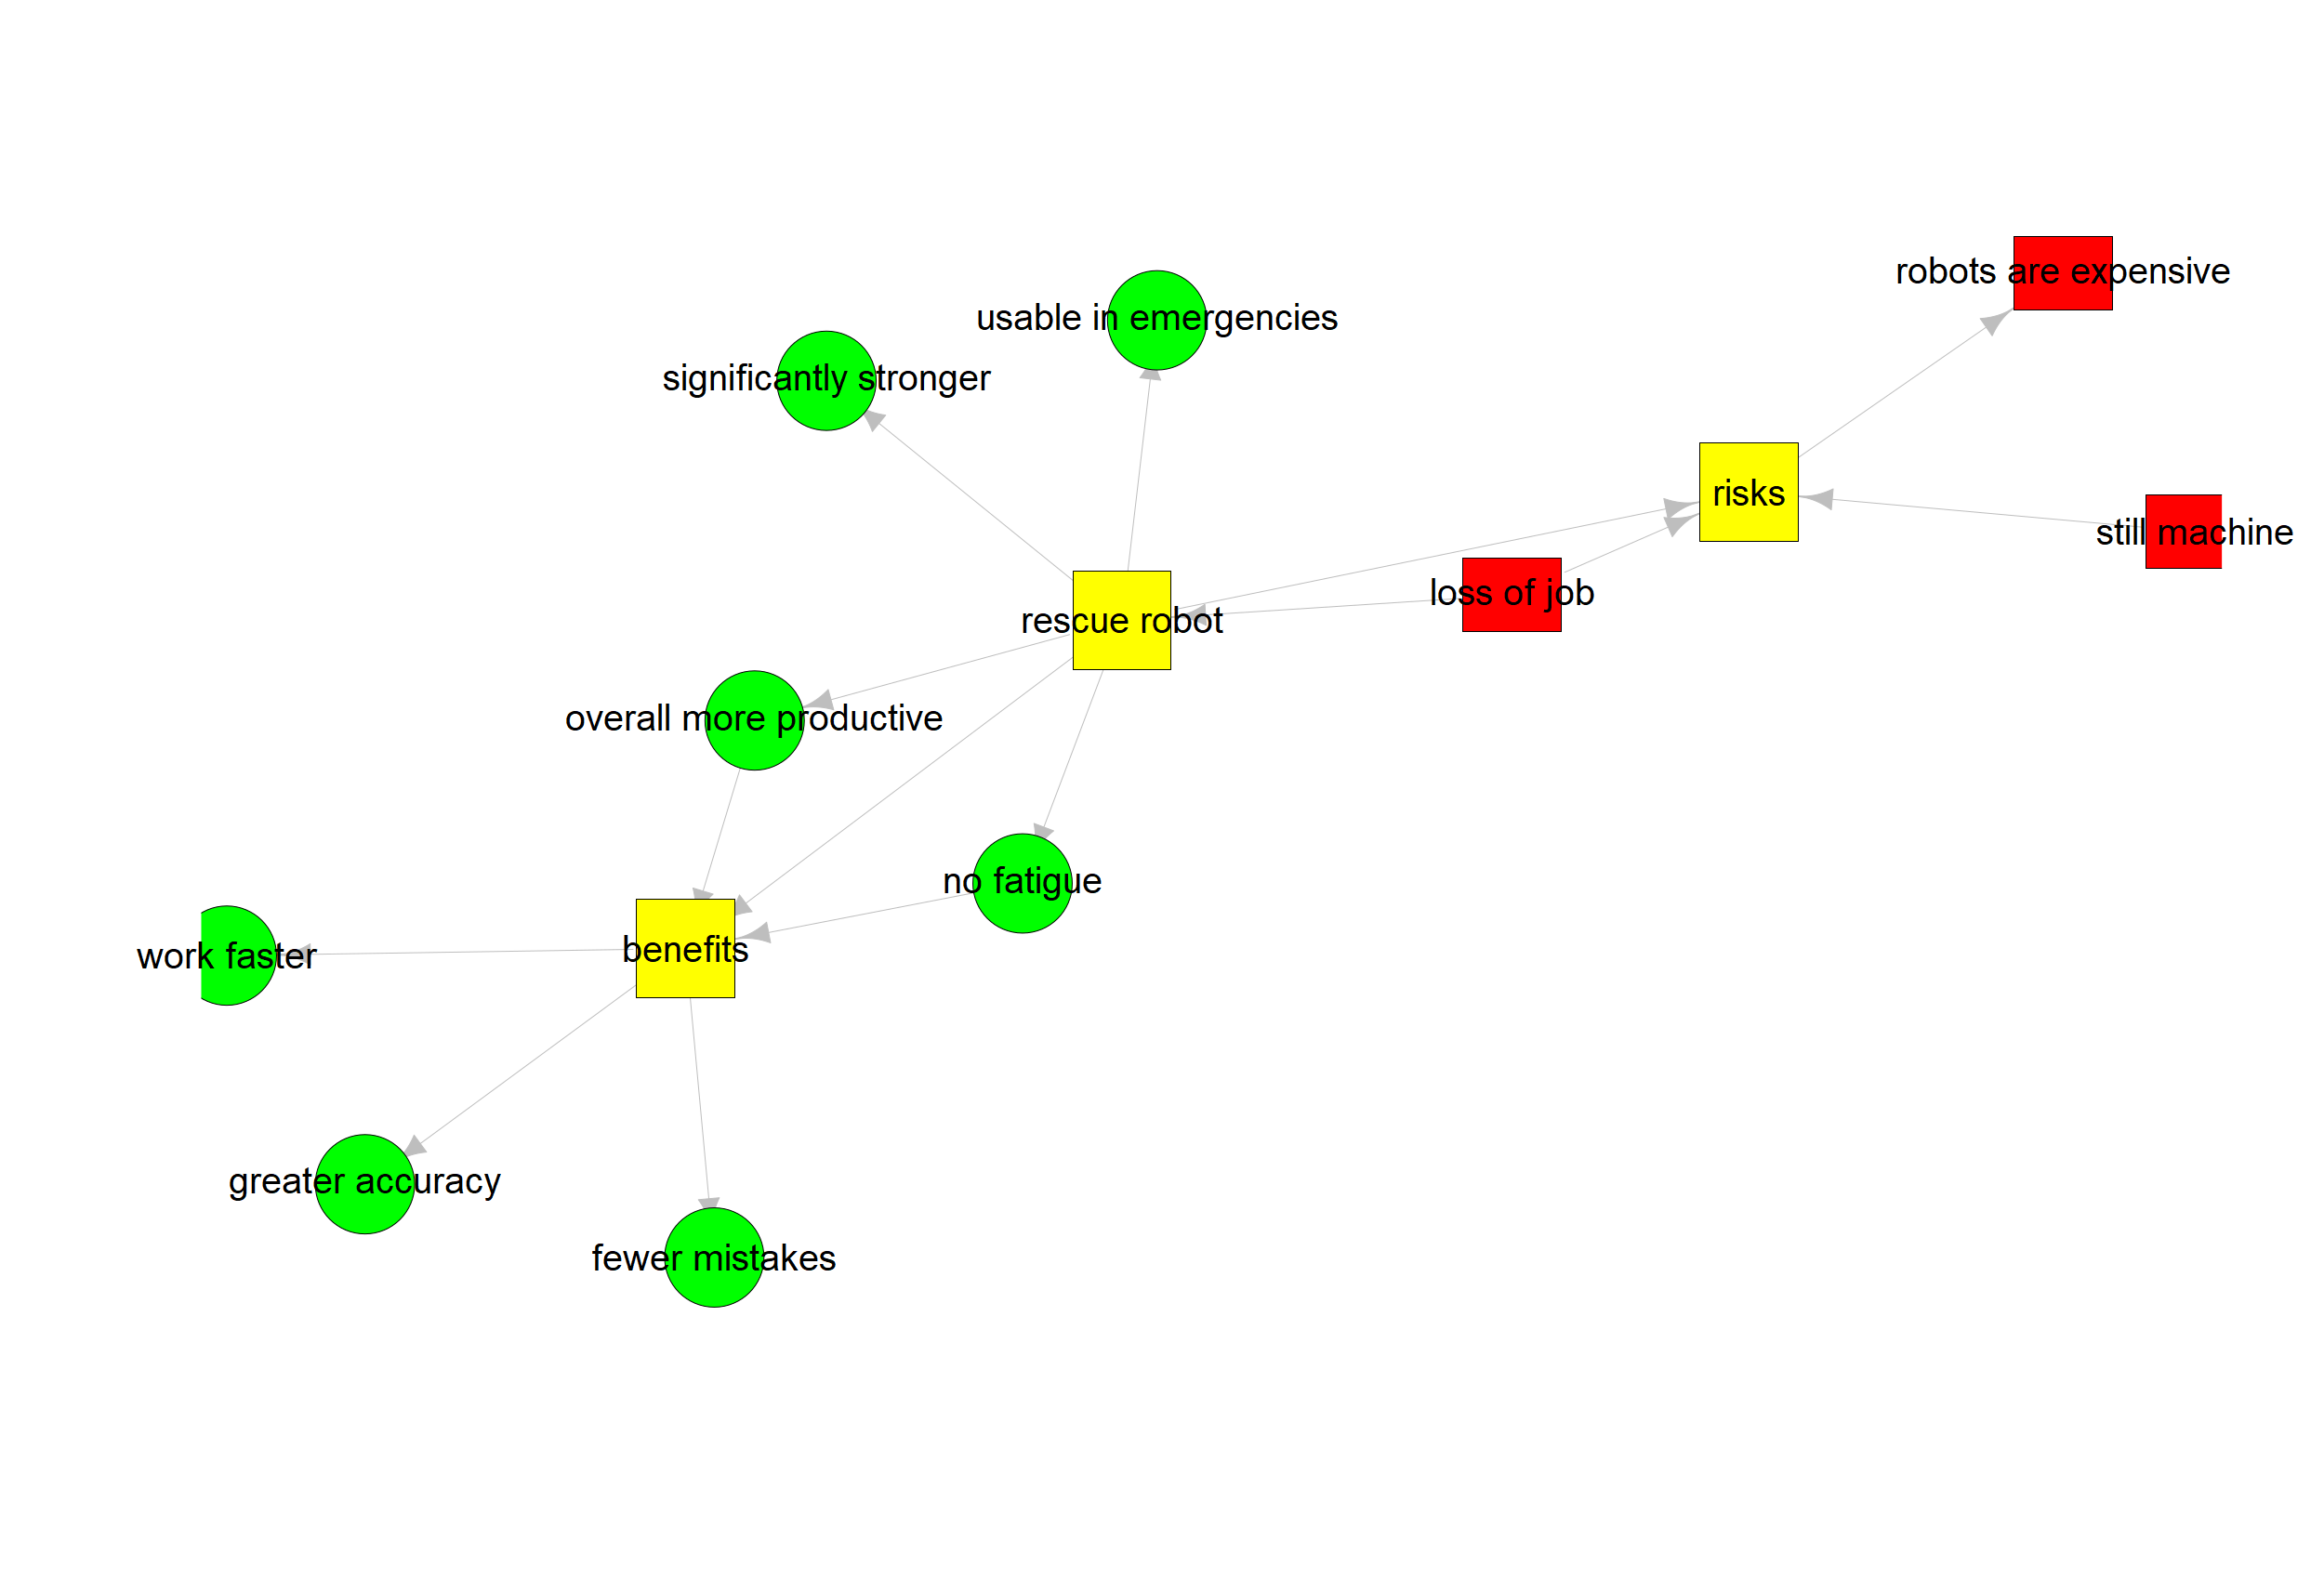 robots are expensive
usable in emergencies
significantly stronger
risks
still machine
loss of job
rescue robot
overall more productive
no fatigue
benefits
work faster
greater accuracy
fewer mistakes